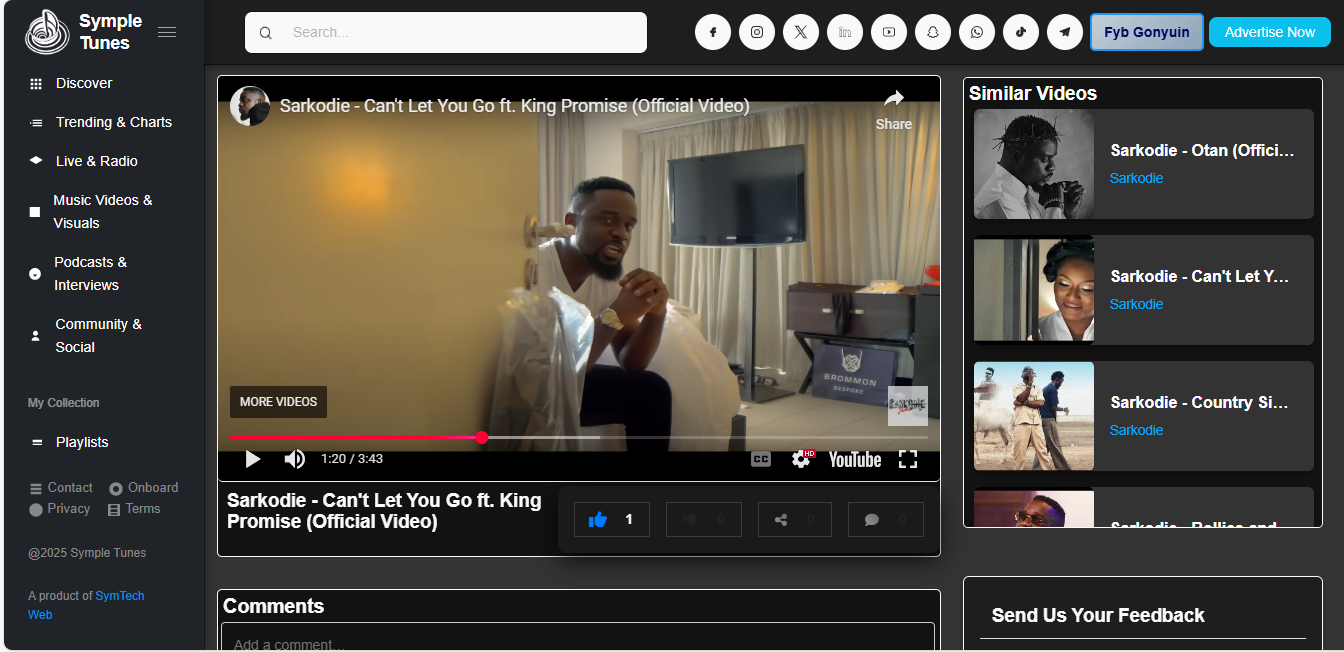 Symple
Tunes
Search...
Fyb Gonyuin
Advertise Now
Discover
Trending & Charts
Live & Radio
Music Videos &
Visuals
Podcasts &
Interviews
Community &
Social
My Collection
Playlists
Contact
Onboard
Privacy
Terms
@2025 Symple Tunes
A product of SymTech
Web
Sarkodie - Can't Let You Go ft. King Promise (Official Video)
Share
BROMMON
BESPOKE
MORE VIDEOS
SARKODIE
1:20 / 3:43
CC
HD
YouTube
Sarkodie - Can't Let You Go ft. King
Promise (Official Video)
1
0
0
0
Comments
Add a comment...
Similar Videos
Sarkodie - Otan (Offici...
Sarkodie
Sarkodie - Can't Let Y...
Sarkodie
Sarkodie - Country Si...
Sarkodie
Sarkodie - Rollies and
Send Us Your Feedback